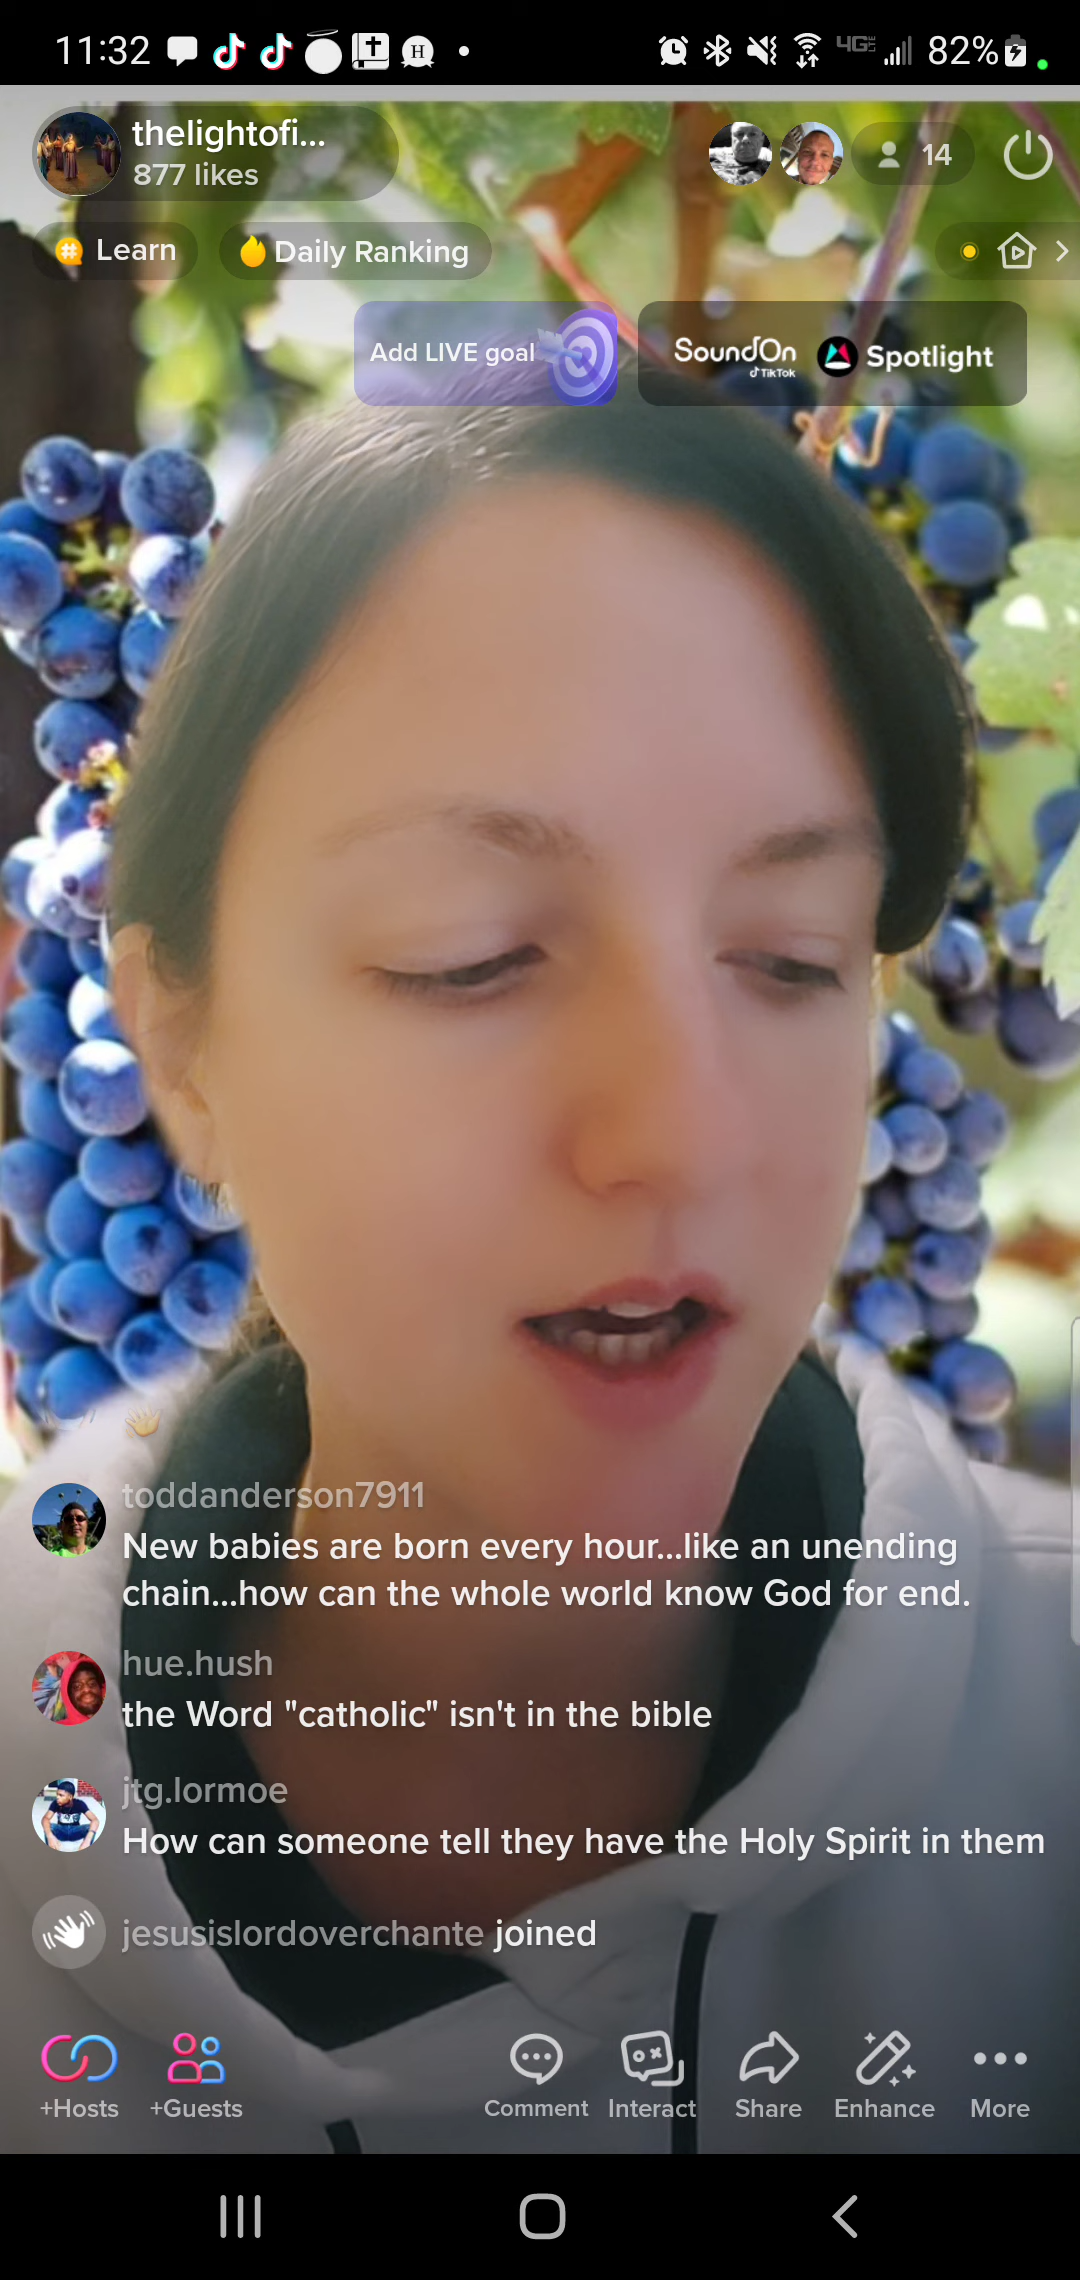 11:32
H
4G LTE
82%
thelightofi...
877 likes
14
Learn
Daily Ranking
Add LIVE goal
SoundOn
TikTok
Spotlight
toddanderson7911
New babies are born every hour...like an unending
chain...how can the whole world know God for end.
hue.hush
the Word "catholic" isn't in the bible
jtg.lormoe
How can someone tell they have the Holy Spirit in them
jesusislordoverchante joined
+Hosts
+Guests
Comment
Interact
Share
Enhance
More